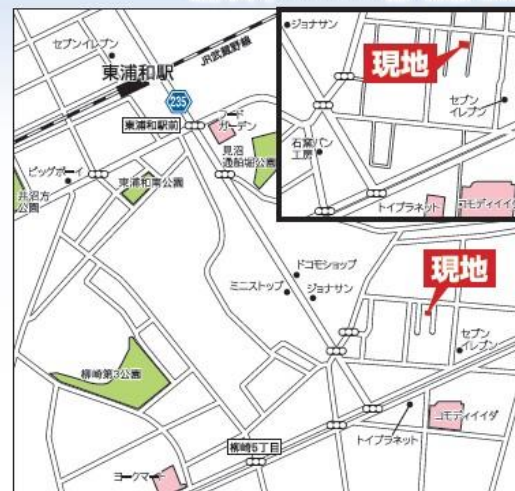 セブンイレブン
東浦和駅
JR武蔵野線
235
東浦和駅前
フード
ガーデン
見沼
通船堀公園
ビッグボーイ
東浦和南公園
井沼方
公園
ジョナサン
現地
セブン
イレブン
石窯パン
工房
トイプラネット
コモディイイダ
ドコモショップ
ミニストップ
ジョナサン
現地
セブン
イレブン
柳崎第3公園
コモディイイダ
トイプラネット
柳崎5丁目
ヨークマート